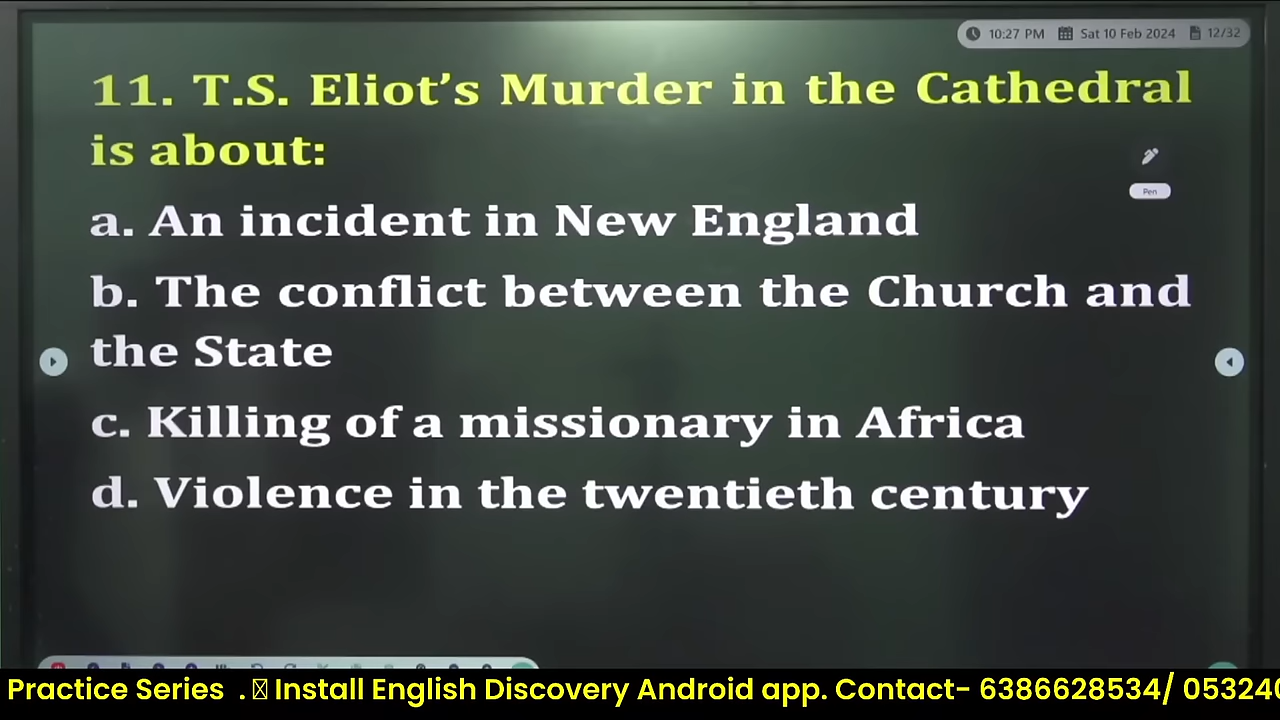 10:27 PM Sat 10 Feb 2024 12/32
11. T.S. Eliot’s Murder in the Cathedral
is about:
Pen
a. An incident in New England
b. The conflict between the Church and
the State
c. Killing of a missionary in Africa
d. Violence in the twentieth century
Practice Series . Install English Discovery Android app. Contact- 6386628534/ 05324